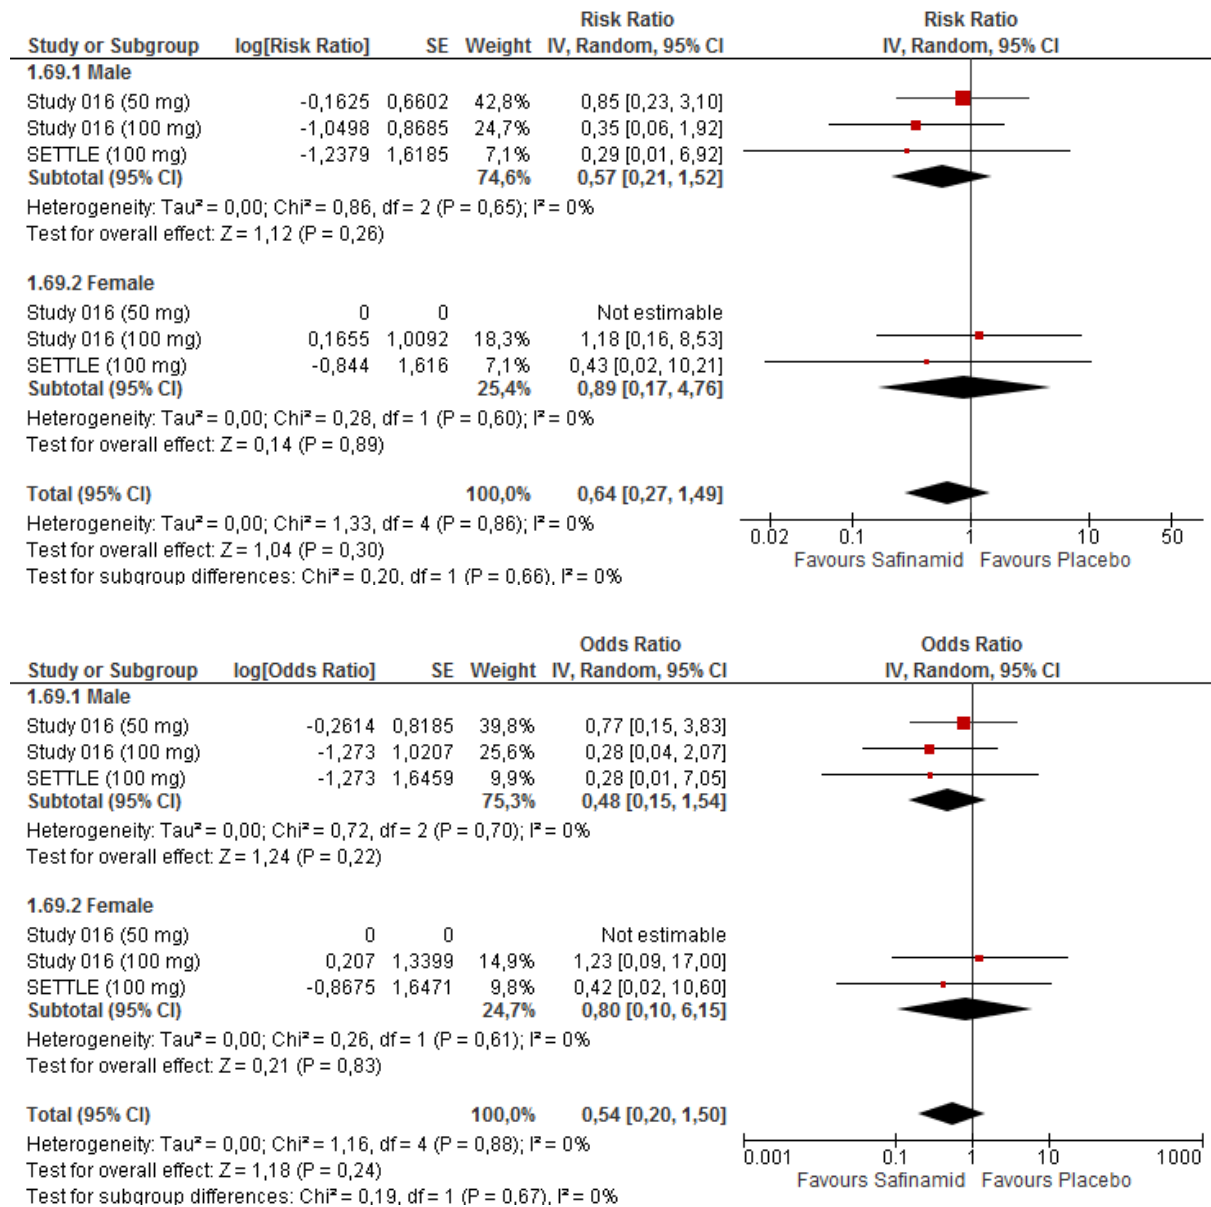 Risk Ratio Risk Ratio
Study or Subgroup log[Risk Ratio] SE Weight IV, Random, 95% CI IV, Random, 95% CI
1.69.1 Male
Study 016 (50 mg) -0,1625 0,6602 42,8% 0,85 [0,23, 3,10]
Study 016 (100 mg) -1,0498 0,8685 24,7% 0,35 [0,06, 1,92]
SETTLE (100 mg) -1,2379 1,6185 7,1% 0,29 [0,01, 6,92]
Subtotal (95% CI) 74,6% 0,57 [0,21, 1,52]
Heterogeneity: Tau² = 0,00; Chi² = 0,86, df = 2 (P = 0,65); I² = 0%
Test for overall effect: Z = 1,12 (P = 0,26)
1.69.2 Female
Study 016 (50 mg) 0 0 Not estimable
Study 016 (100 mg) 0,1655 1,0092 18,3% 1,18 [0,16, 8,53]
SETTLE (100 mg) -0,844 1,616 7,1% 0,43 [0,02, 10,21]
Subtotal (95% CI) 25,4% 0,89 [0,17, 4,76]
Heterogeneity: Tau² = 0,00; Chi² = 0,28, df = 1 (P = 0,60); I² = 0%
Test for overall effect: Z = 0,14 (P = 0,89)
Total (95% CI) 100,0% 0,64 [0,27, 1,49]
Heterogeneity: Tau² = 0,00; Chi² = 1,33, df = 4 (P = 0,86); I² = 0%
Test for overall effect: Z = 1,04 (P = 0,30)
Test for subgroup differences: Chi² = 0,20, df = 1 (P = 0,66), I² = 0%
0.02 0.1 1 10 50
Favours Safinamid Favours Placebo
Odds Ratio Odds Ratio
Study or Subgroup log[Odds Ratio] SE Weight IV, Random, 95% CI IV, Random, 95% CI
1.69.1 Male
Study 016 (50 mg) -0,2614 0,8185 39,8% 0,77 [0,15, 3,83]
Study 016 (100 mg) -1,273 1,0207 25,6% 0,28 [0,04, 2,07]
SETTLE (100 mg) -1,273 1,6459 9,9% 0,28 [0,01, 7,05]
Subtotal (95% CI) 75,3% 0,48 [0,15, 1,54]
Heterogeneity: Tau² = 0,00; Chi² = 0,72, df = 2 (P = 0,70); I² = 0%
Test for overall effect: Z = 1,24 (P = 0,22)
1.69.2 Female
Study 016 (50 mg) 0 0 Not estimable
Study 016 (100 mg) 0,207 1,3399 14,9% 1,23 [0,09, 17,00]
SETTLE (100 mg) -0,8675 1,6471 9,8% 0,42 [0,02, 10,60]
Subtotal (95% CI) 24,7% 0,80 [0,10, 6,15]
Heterogeneity: Tau² = 0,00; Chi² = 0,26, df = 1 (P = 0,61); I² = 0%
Test for overall effect: Z = 0,21 (P = 0,83)
Total (95% CI) 100,0% 0,54 [0,20, 1,50]
Heterogeneity: Tau² = 0,00; Chi² = 1,16, df = 4 (P = 0,88); I² = 0%
Test for overall effect: Z = 1,18 (P = 0,24)
Test for subgroup differences: Chi² = 0,19, df = 1 (P = 0,67), I² = 0%
0.001 0.1 1 10 1000
Favours Safinamid Favours Placebo